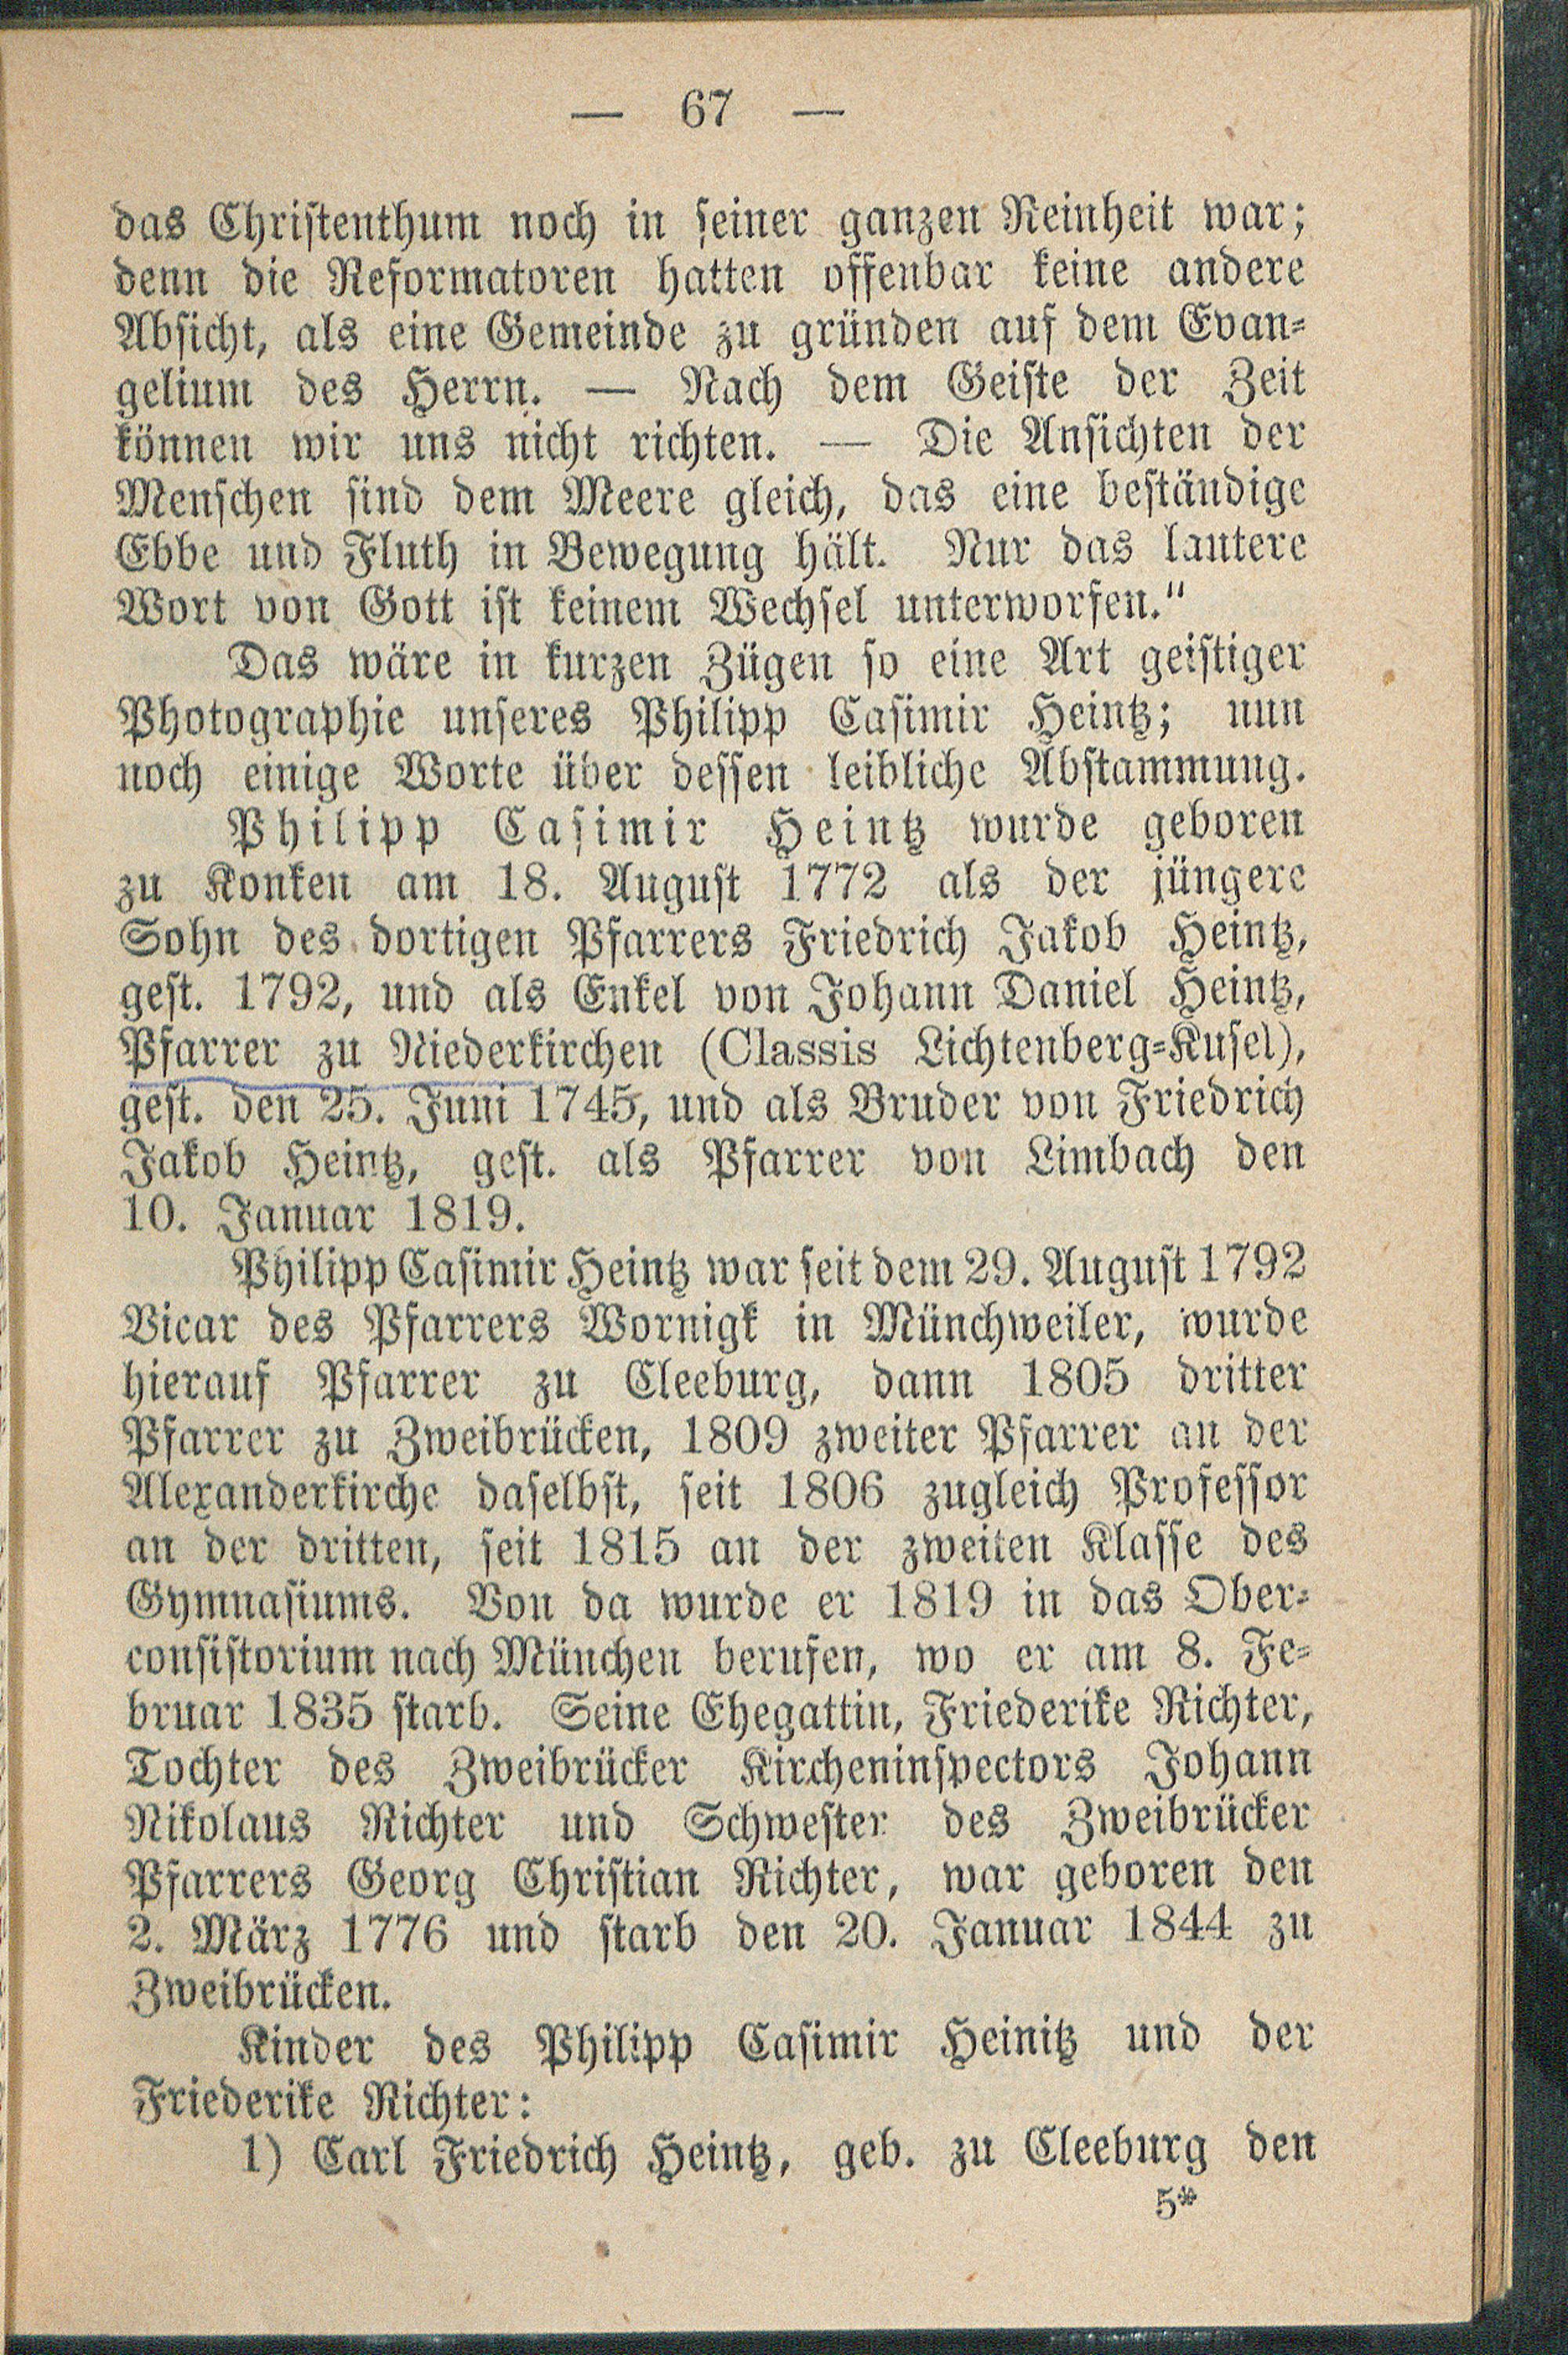 — 67 —
das Christenthum noch in seiner ganzen Reinheit war;
denn die Reformatoren hatten offenbar keine andere
Absicht, als eine Gemeinde zu gründen auf dem Evan-
gelium des Herrn. — Nach dem Geiste der Zeit
können wir uns nicht richten. — Die Ansichten der
Menschen sind dem Meere gleich, das eine beständige
Ebbe und Fluth in Bewegung hält. Nur das lautere
Wort von Gott ist keinem Wechsel unterworfen."
Das wäre in kurzen Zügen so eine Art geistiger
Photographie unseres Philipp Casimir Heintz; nun
noch einige Worte über dessen leibliche Abstammung.
Philipp Casimir Heintz wurde geboren
zu Konken am 18. August 1772 als der jüngere
Sohn des dortigen Pfarrers Friedrich Jakob Heintz,
gest. 1792, und als Enkel von Johann Daniel Heintz,
Pfarrer zu Niederkirchen (Classis Lichtenberg-Kusel),
gest. den 25. Juni 1745, und als Bruder von Friedrich
Jakob Heintz, gest. als Pfarrer von Limbach den
10. Januar 1819.
Philipp Casimir Heintz war seit dem 29. August 1792
Vicar des Pfarrers Wornigk in Münchweiler, wurde
hierauf Pfarrer zu Cleeburg, dann 1805 dritter
Pfarrer zu Zweibrücken, 1809 zweiter Pfarrer an der
Alexanderkirche daselbst, seit 1806 zugleich Professor
an der dritten, seit 1815 an der zweiten Klasse des
Gymnasiums. Von da wurde er 1819 in das Ober-
consistorium nach München berufen, wo er am 8. Fe-
bruar 1835 starb. Seine Ehegattin, Friederike Richter,
Tochter des Zweibrücker Kircheninspectors Johann
Nikolaus Richter und Schwester des Zweibrücker
Pfarrers Georg Christian Richter, war geboren den
2. März 1776 und starb den 20. Januar 1844 zu
Zweibrücken.
Kinder des Philipp Casimir Heinitz und der
Friederike Richter:
1) Carl Friedrich Heintz, geb. zu Cleeburg den
5*